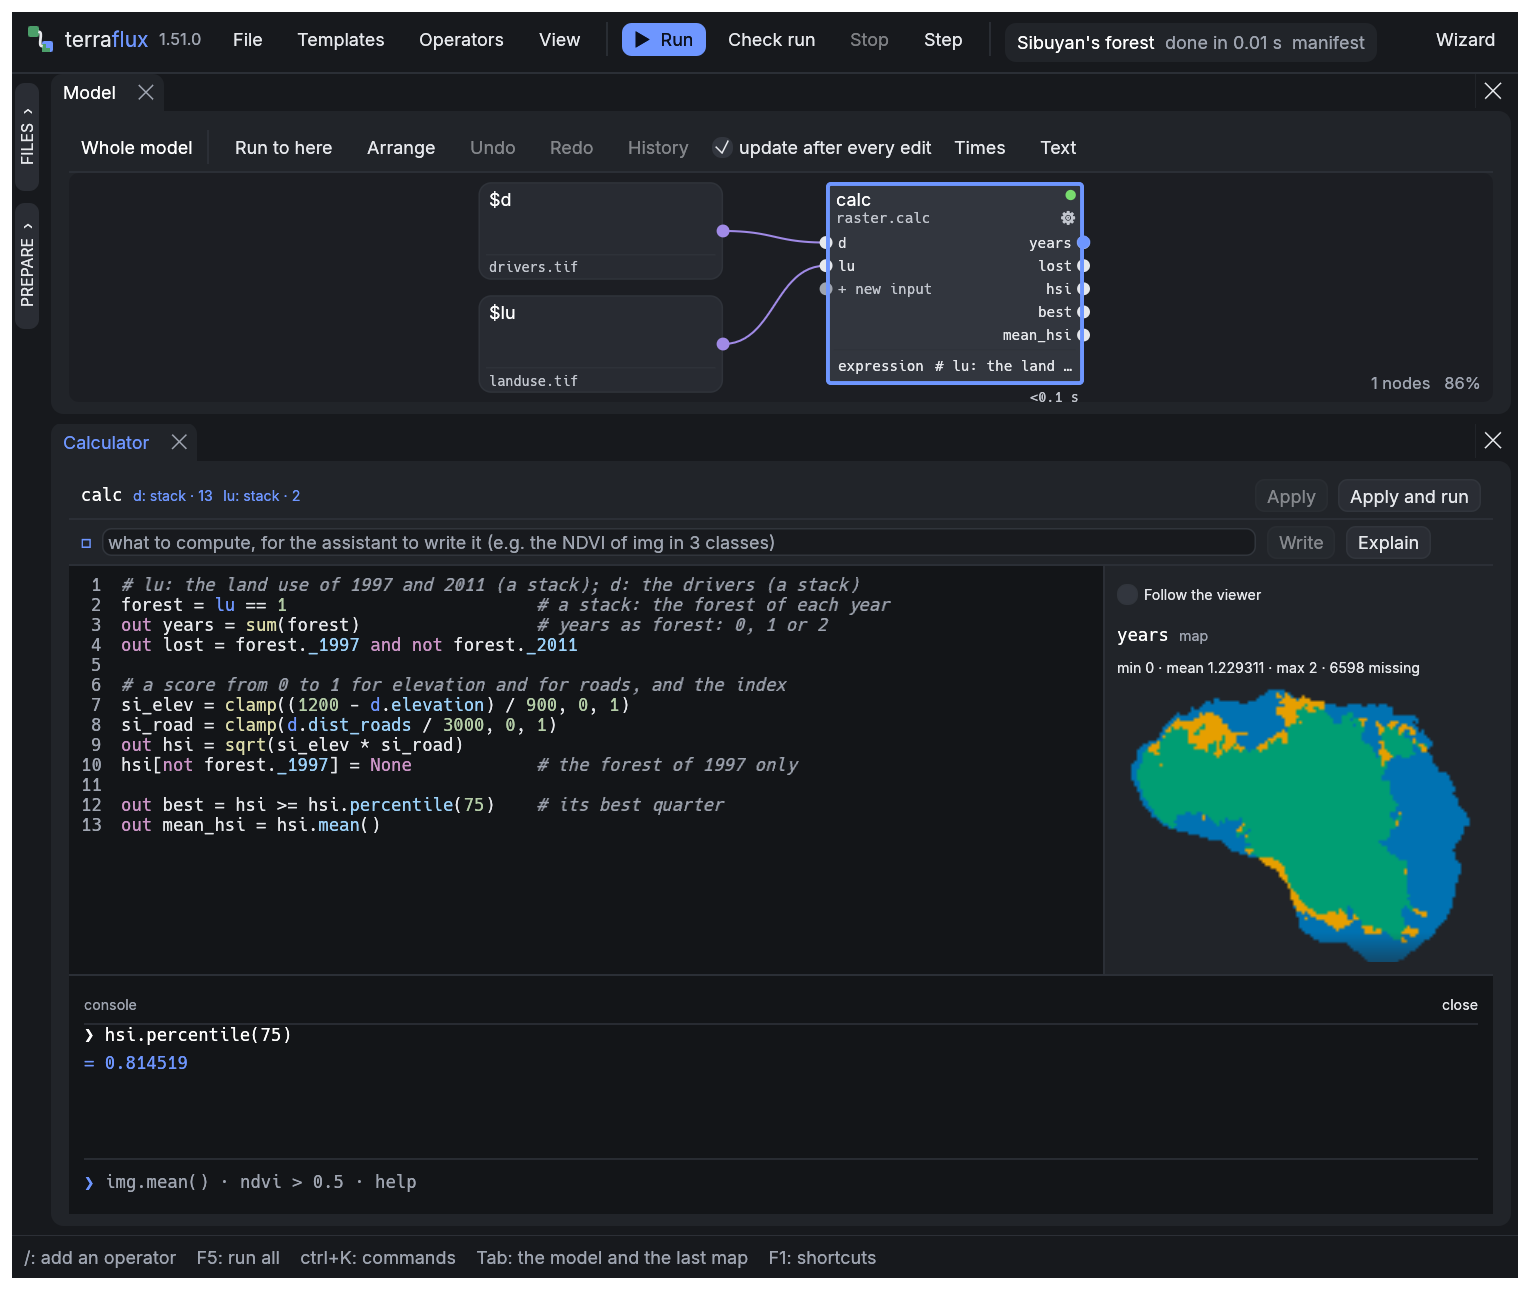 terraflux 1.51.0 File Templates Operators View Run Check run Stop Step Sibuyan's forest done in 0.01 s manifest Wizard
FILES
PREPARE
Model
Whole model Run to here Arrange Undo Redo History update after every edit Times Text
$d
drivers.tif
$lu
landuse.tif
calc
raster.calc
d years
lu lost
+ new input hsi
best
mean_hsi
expression # lu: the land …
<0.1 s
1 nodes 86%
Calculator
calc d: stack · 13 lu: stack · 2 Apply Apply and run
what to compute, for the assistant to write it (e.g. the NDVI of img in 3 classes) Write Explain
1 # lu: the land use of 1997 and 2011 (a stack); d: the drivers (a stack)
2 forest = lu == 1 # a stack: the forest of each year
3 out years = sum(forest) # years as forest: 0, 1 or 2
4 out lost = forest._1997 and not forest._2011
5
6 # a score from 0 to 1 for elevation and for roads, and the index
7 si_elev = clamp((1200 - d.elevation) / 900, 0, 1)
8 si_road = clamp(d.dist_roads / 3000, 0, 1)
9 out hsi = sqrt(si_elev * si_road)
10 hsi[not forest._1997] = None # the forest of 1997 only
11
12 out best = hsi >= hsi.percentile(75) # its best quarter
13 out mean_hsi = hsi.mean()
Follow the viewer
years map
min 0 · mean 1.229311 · max 2 · 6598 missing
console close
❯ hsi.percentile(75)
= 0.814519
❯ img.mean() · ndvi > 0.5 · help
/: add an operator F5: run all ctrl+K: commands Tab: the model and the last map F1: shortcuts